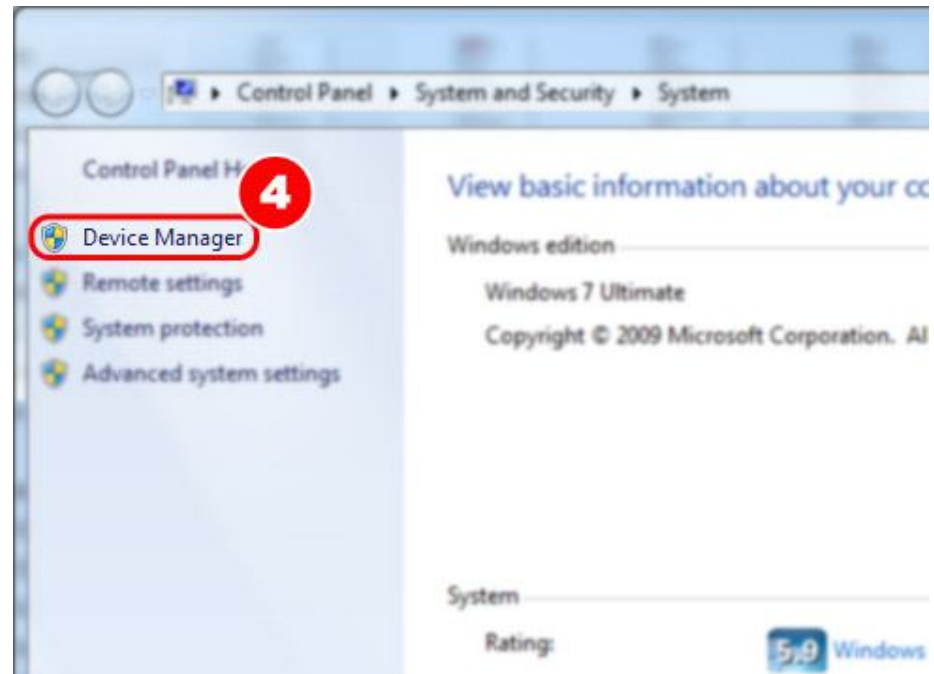 Control Panel ▸ System and Security ▸ System
Control Panel H
4
Device Manager
Remote settings
System protection
Advanced system settings
View basic information about your co
Windows edition
Windows 7 Ultimate
Copyright © 2009 Microsoft Corporation. Al
System
Rating:
5,9 Windows